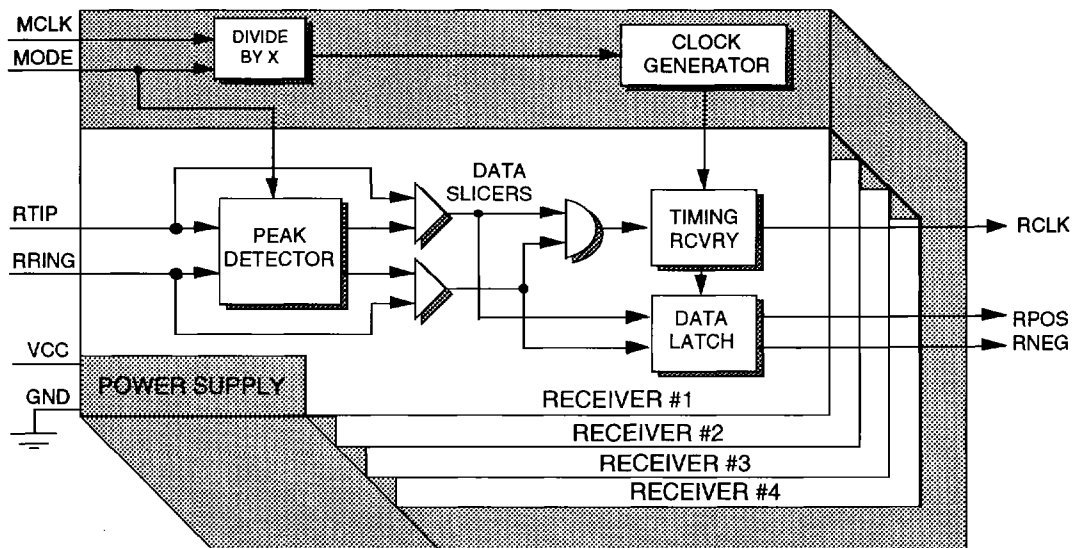 MCLK
MODE
DIVIDE
BY X
CLOCK
GENERATOR
DATA
SLICERS
RTIP
RRING
PEAK
DETECTOR
TIMING
RCVRY
RCLK
DATA
LATCH
RPOS
RNEG
VCC
GND
POWER SUPPLY
RECEIVER #1
RECEIVER #2
RECEIVER #3
RECEIVER #4